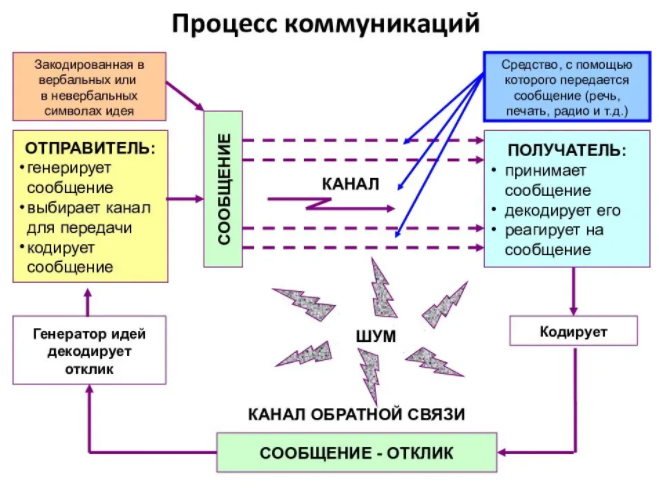 Процесс коммуникаций
Закодированная в
вербальных или
в невербальных
символах идея
Средство, с помощью
которого передается
сообщение (речь,
печать, радио и т.д.)
ОТПРАВИТЕЛЬ:
• генерирует
сообщение
• выбирает канал
для передачи
• кодирует
сообщение
СООБЩЕНИЕ
КАНАЛ
ПОЛУЧАТЕЛЬ:
• принимает
сообщение
• декодирует его
• реагирует на
сообщение
Генератор идей
декодирует
отклик
ШУМ
Кодирует
КАНАЛ ОБРАТНОЙ СВЯЗИ
СООБЩЕНИЕ - ОТКЛИК